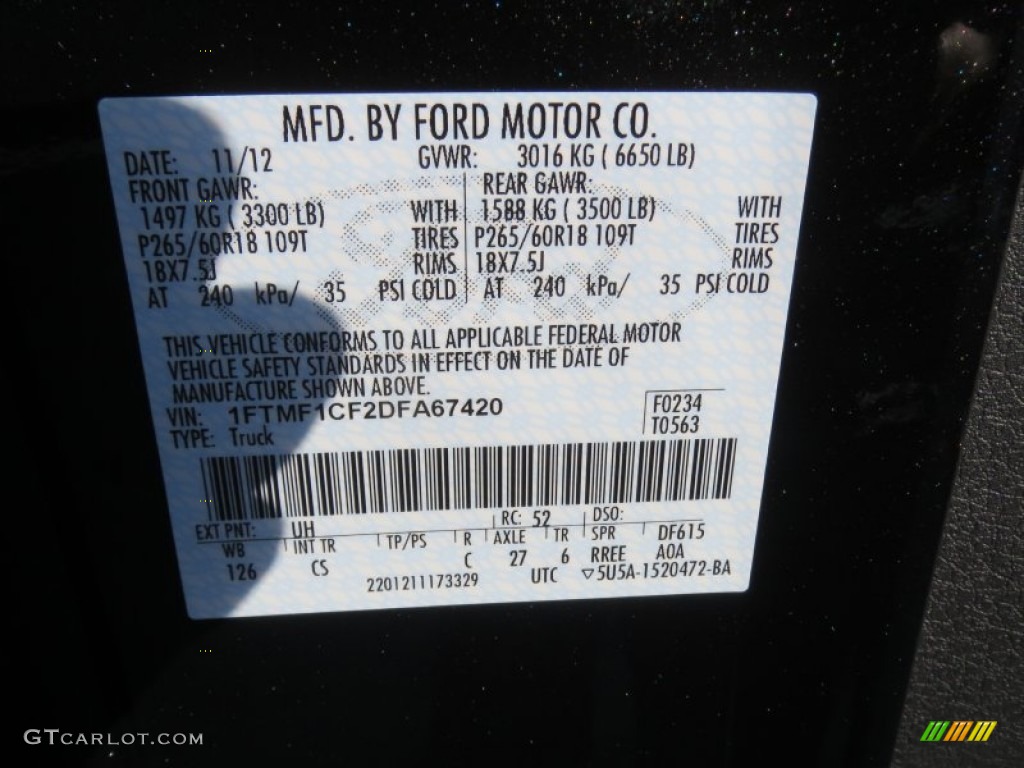 MFD. BY FORD MOTOR CO.
DATE: 11/12 GVWR: 3016 KG ( 6650 LB)
FRONT GAWR: REAR GAWR:
1497 KG ( 3300 LB) WITH 1588 KG ( 3500 LB) WITH
P265/60R18 109T TIRES P265/60R18 109T TIRES
18X7.5J RIMS 18X7.5J RIMS
AT 240 kPa/ 35 PSI COLD AT 240 kPa/ 35 PSI COLD
THIS VEHICLE CONFORMS TO ALL APPLICABLE FEDERAL MOTOR
VEHICLE SAFETY STANDARDS IN EFFECT ON THE DATE OF
MANUFACTURE SHOWN ABOVE.
VIN: 1FTMF1CF2DFA67420 F0234
TYPE: Truck T0563
EXT PNT: UH RC: 52 DSO:
WB INT TR TP/PS R AXLE TR SPR DF615
126 CS C 27 6 RREE A0A
2201211173329 UTC ▽5U5A-1520472-BA
GTCARLOT.COM